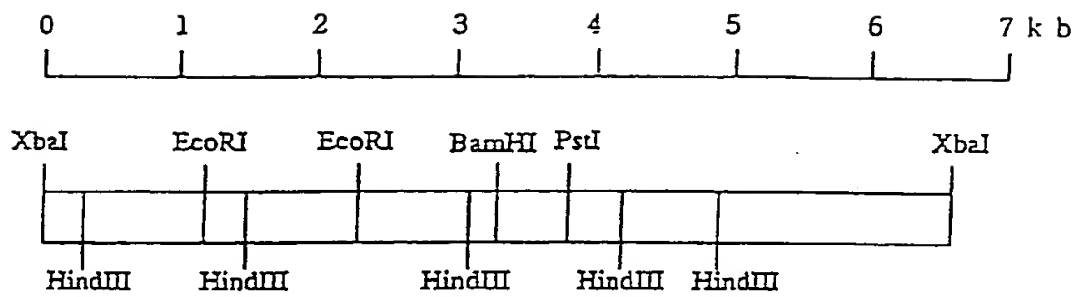 0 1 2 3 4 5 6 7 k b
XbaI EcoRI EcoRI BamHI PstI XbaI
HindIII HindIII HindIII HindIII HindIII